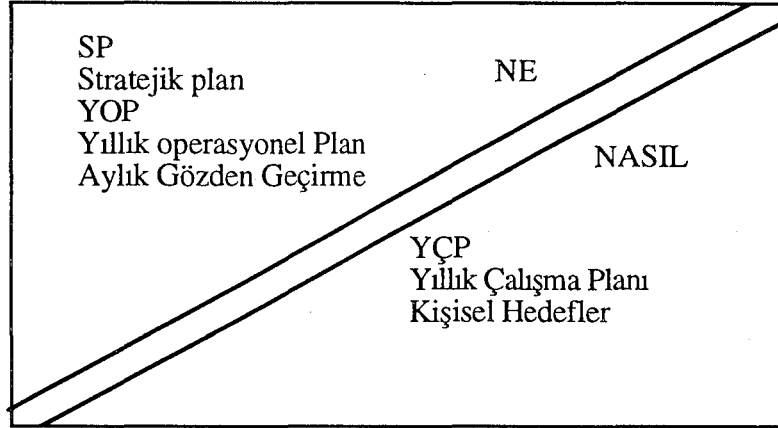 SP
Stratejik plan
YOP
Yıllık operasyonel Plan
Aylık Gözden Geçirme
NE
NASIL
YÇP
Yıllık Çalışma Planı
Kişisel Hedefler